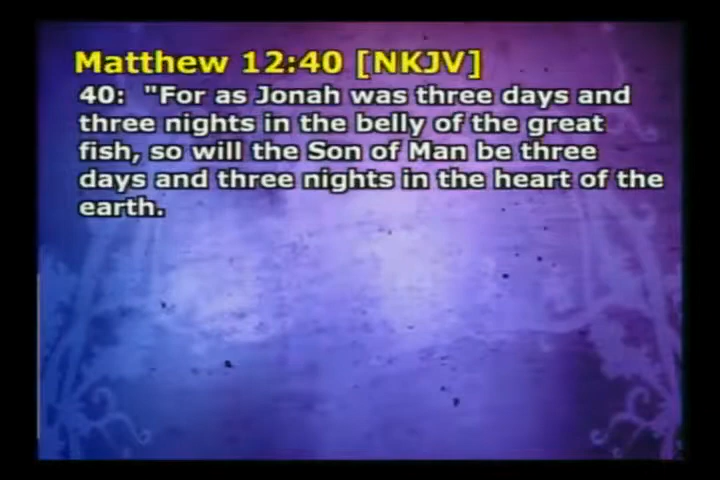 Matthew 12:40 [NKJV]
40: "For as Jonah was three days and
three nights in the belly of the great
fish, so will the Son of Man be three
days and three nights in the heart of the
earth.